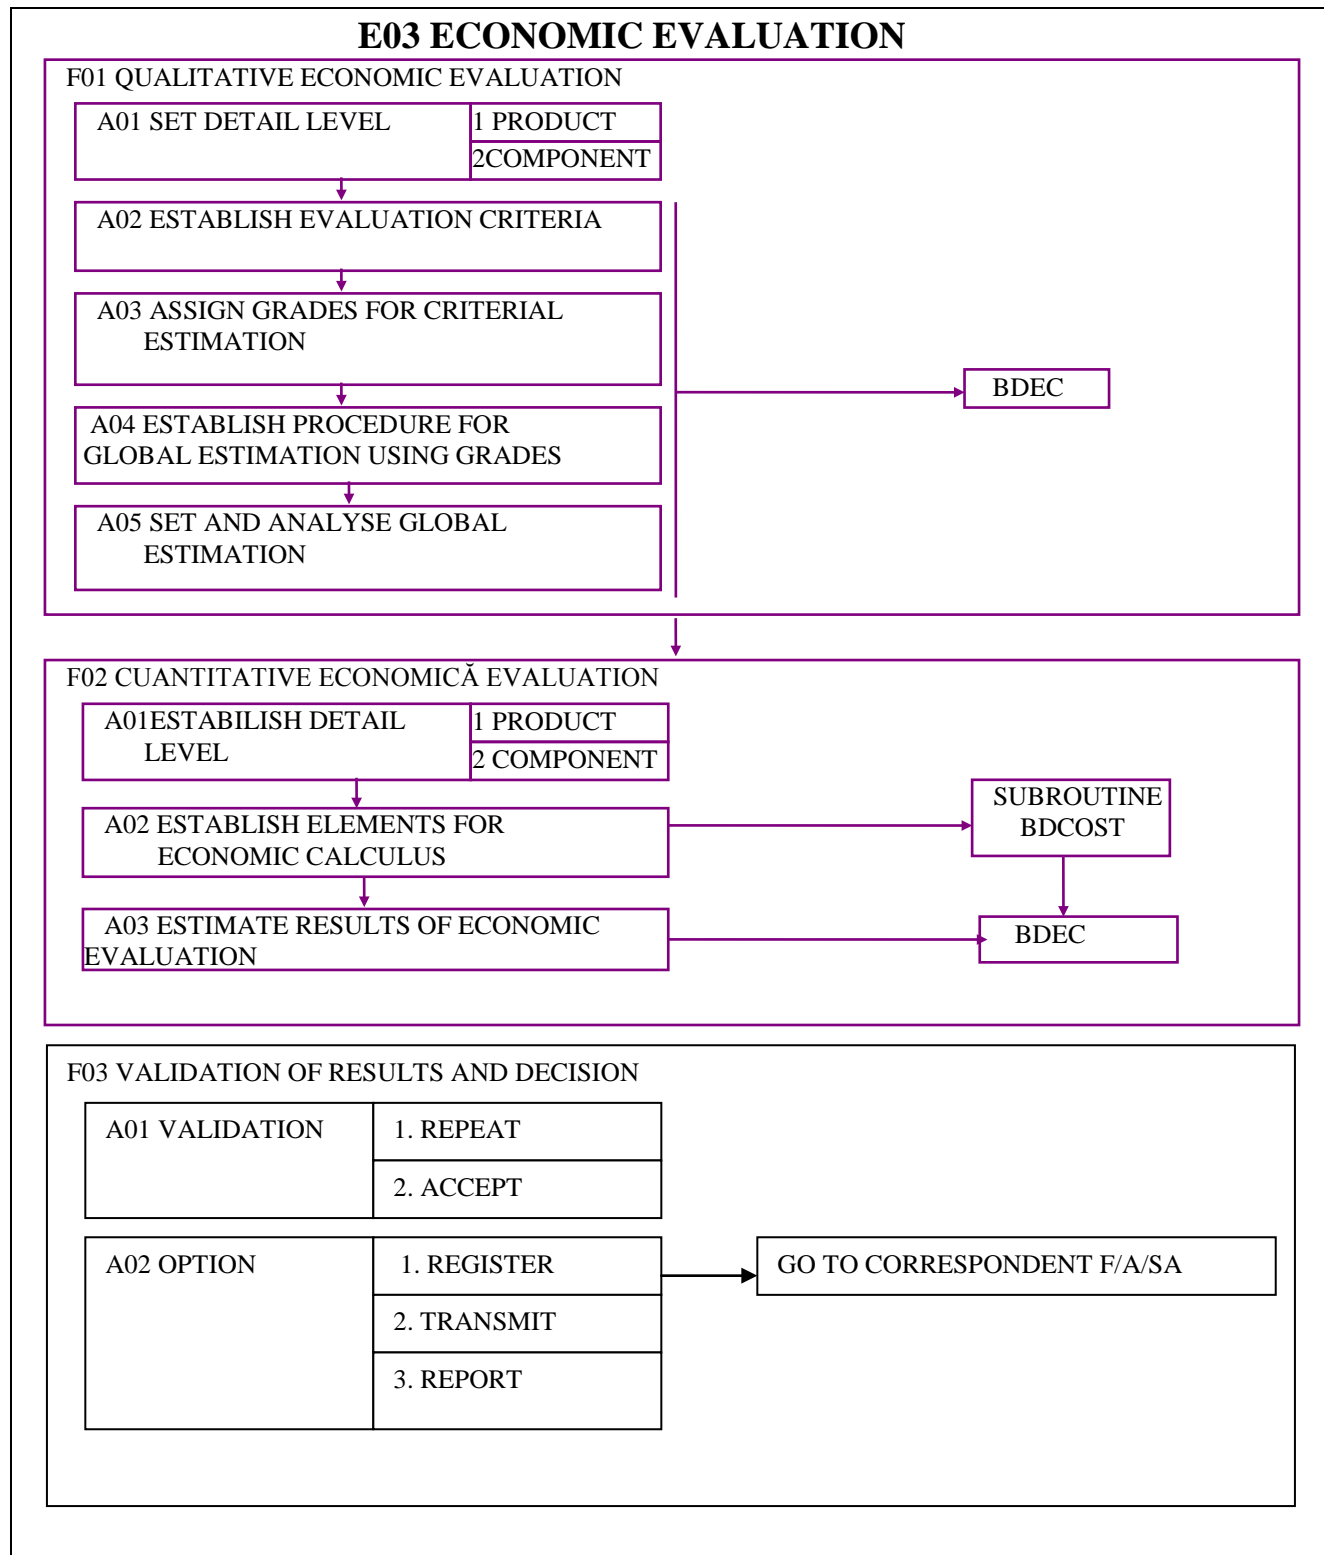 E03 ECONOMIC EVALUATION
F01 QUALITATIVE ECONOMIC EVALUATION
A01 SET DETAIL LEVEL
1 PRODUCT
2COMPONENT
A02 ESTABLISH EVALUATION CRITERIA
A03 ASSIGN GRADES FOR CRITERIAL
ESTIMATION
BDEC
A04 ESTABLISH PROCEDURE FOR
GLOBAL ESTIMATION USING GRADES
A05 SET AND ANALYSE GLOBAL
ESTIMATION
F02 CUANTITATIVE ECONOMICĂ EVALUATION
A01ESTABILISH DETAIL
LEVEL
1 PRODUCT
2 COMPONENT
A02 ESTABLISH ELEMENTS FOR
ECONOMIC CALCULUS
SUBROUTINE
BDCOST
A03 ESTIMATE RESULTS OF ECONOMIC
EVALUATION
BDEC
F03 VALIDATION OF RESULTS AND DECISION
A01 VALIDATION
1. REPEAT
2. ACCEPT
A02 OPTION
1. REGISTER
GO TO CORRESPONDENT F/A/SA
2. TRANSMIT
3. REPORT